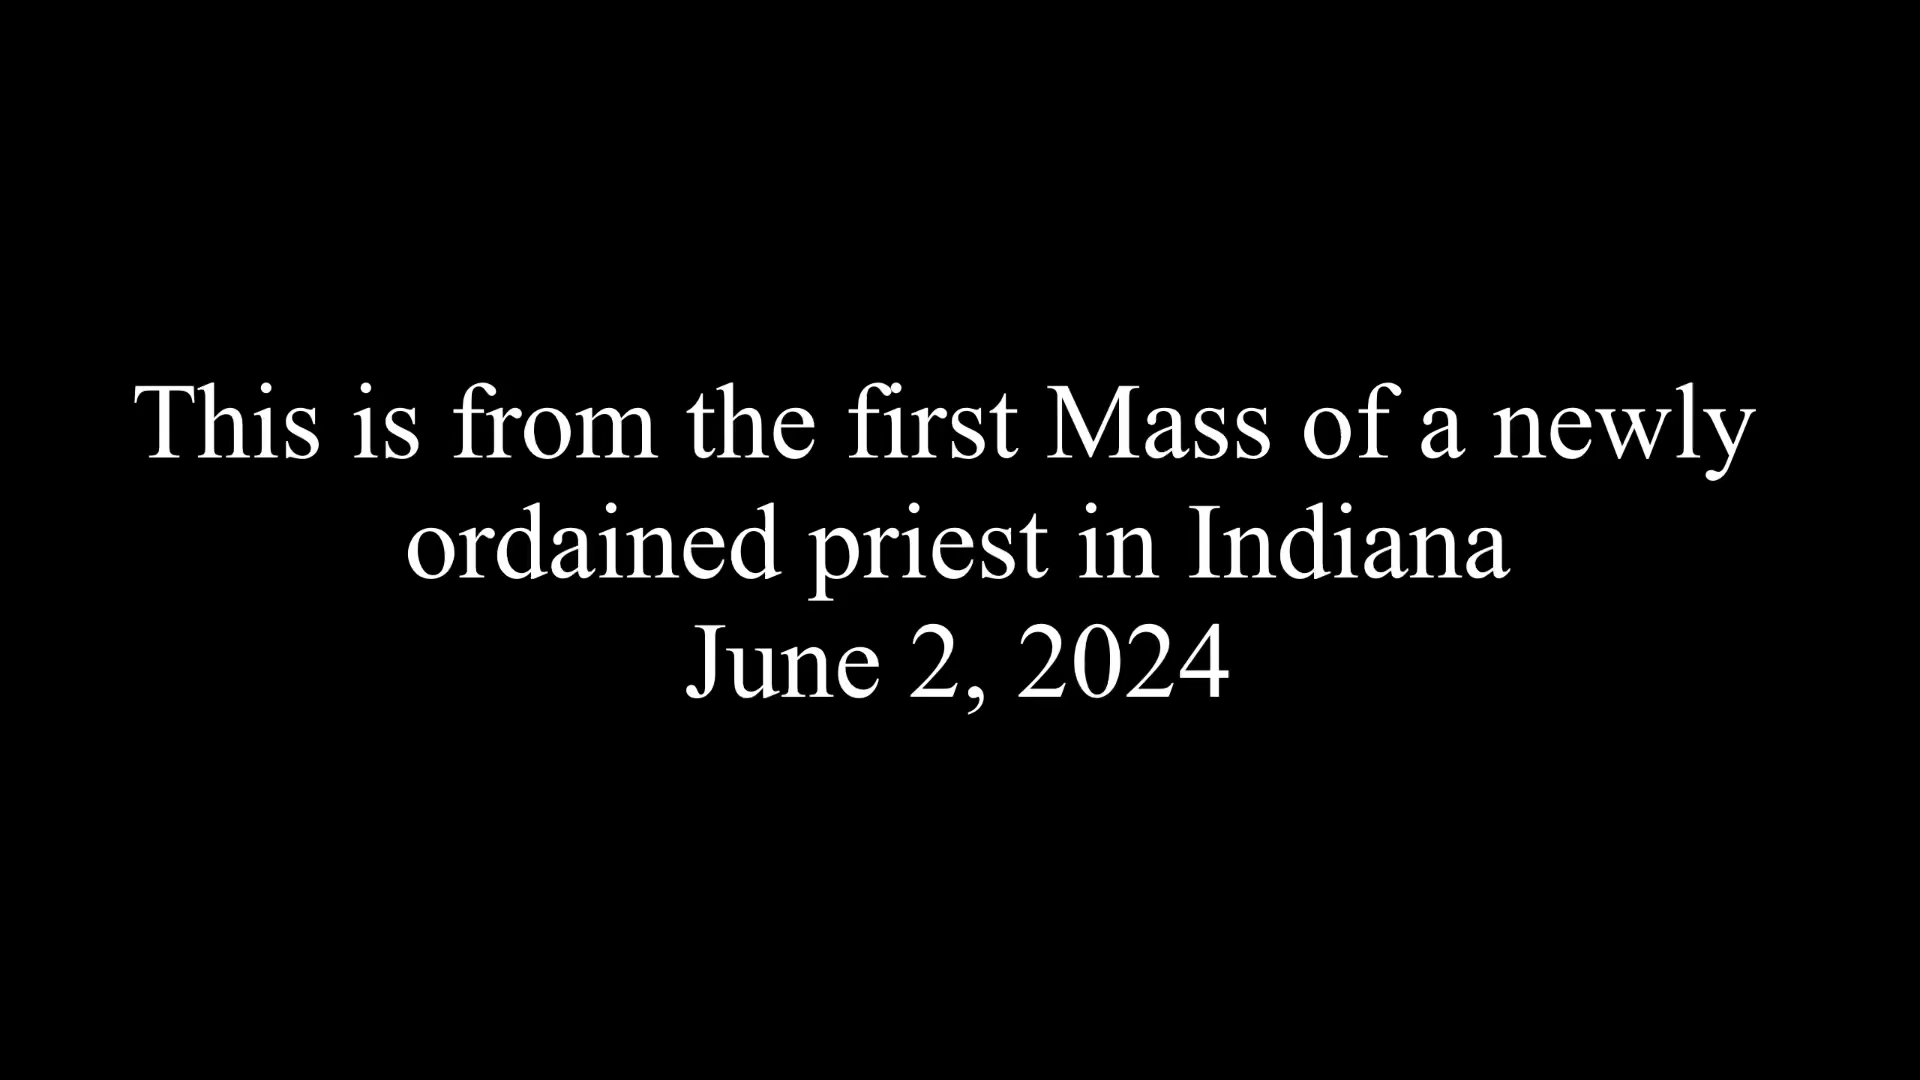 This is from the first Mass of a newly
ordained priest in Indiana
June 2, 2024